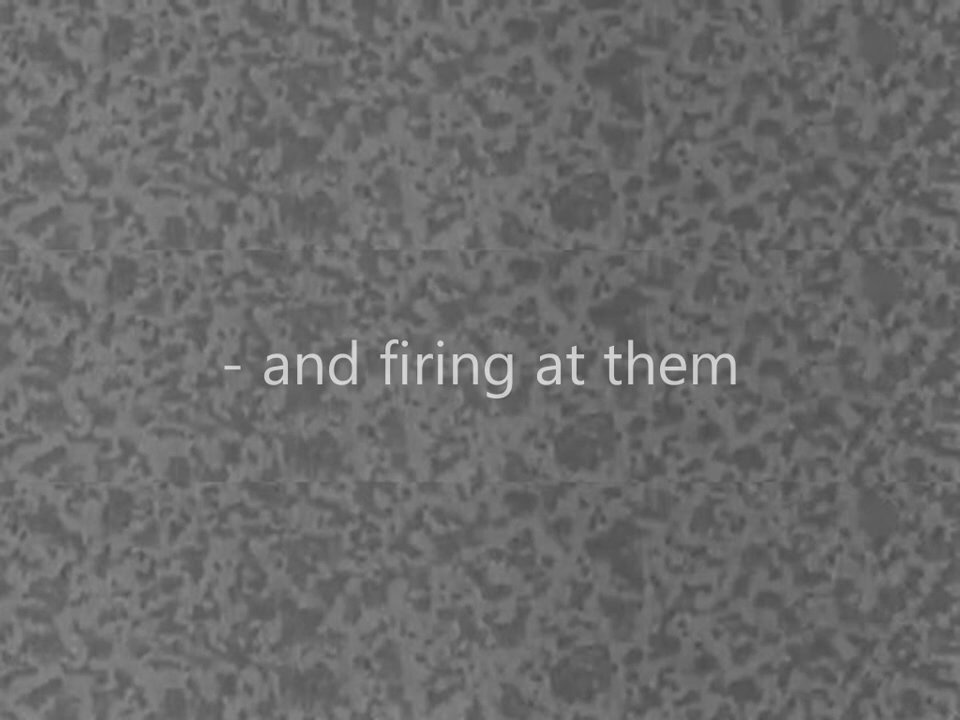 - and firing at them